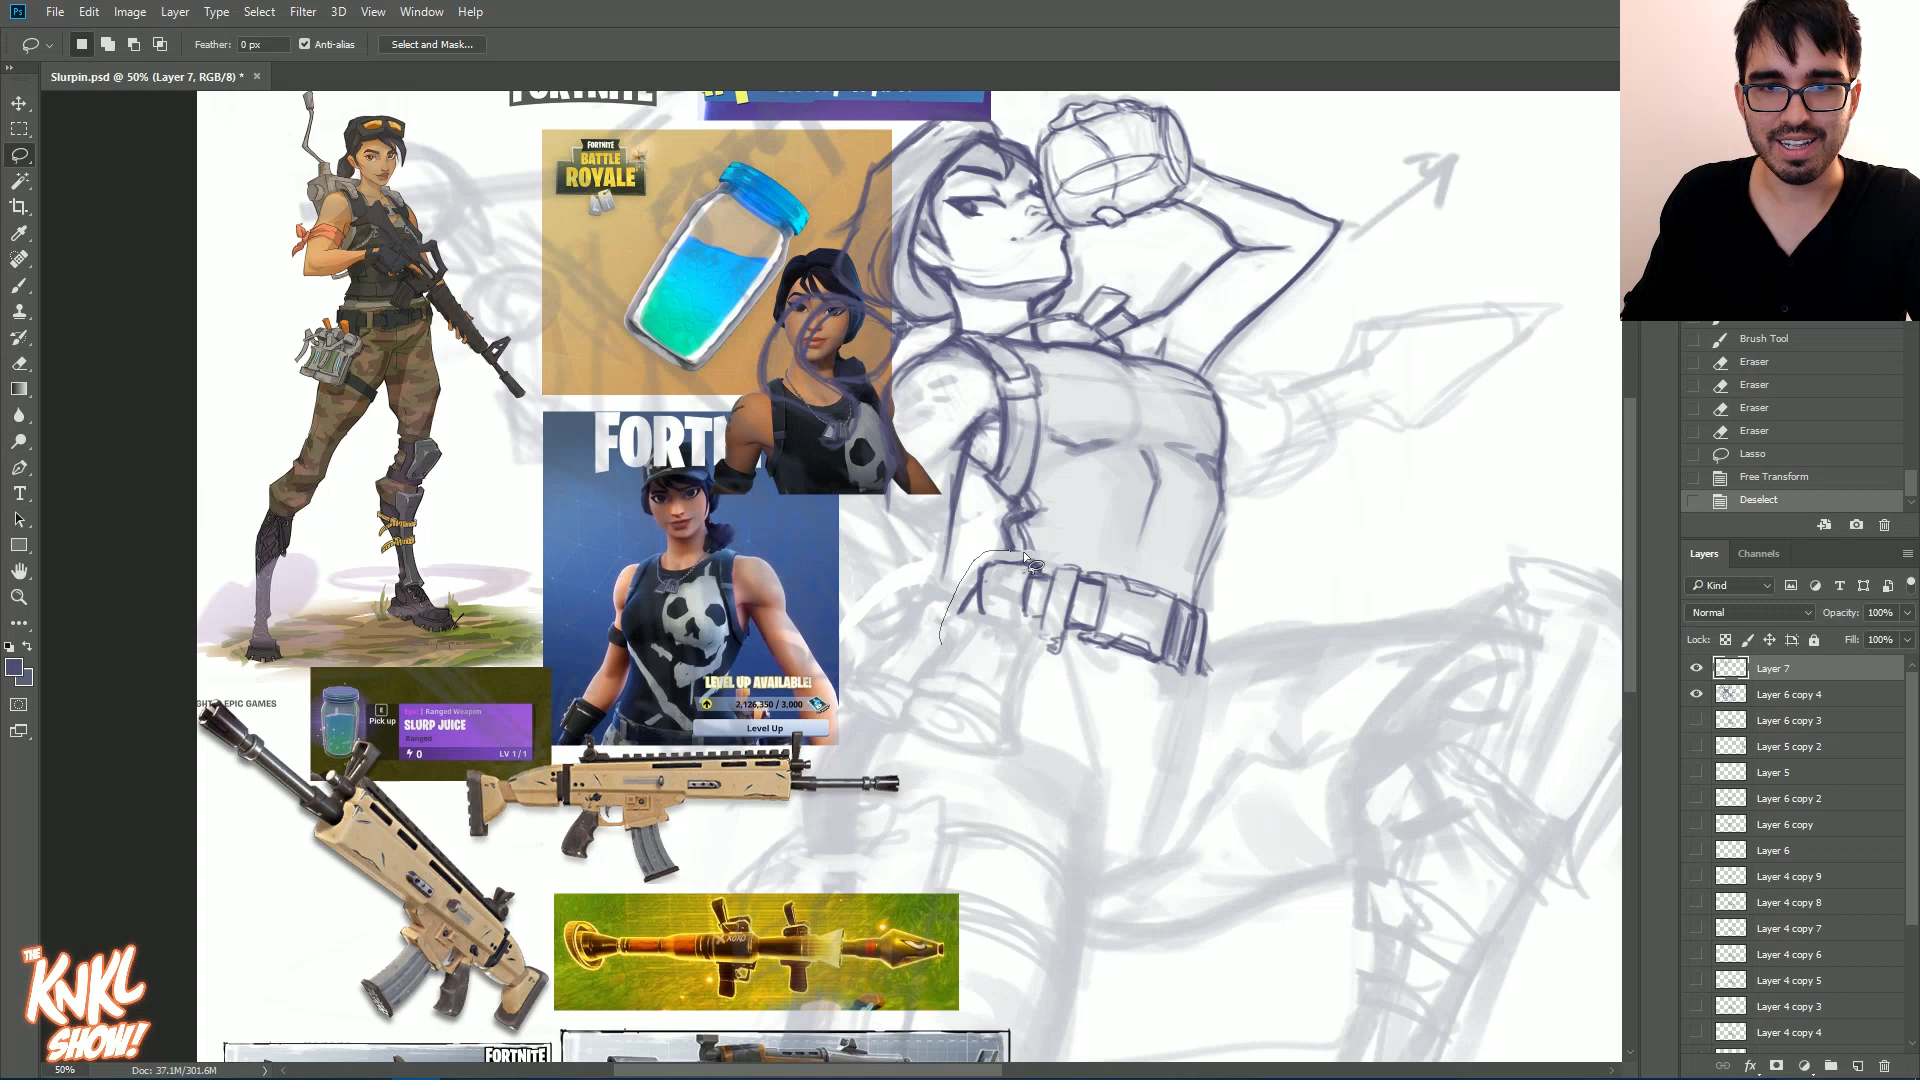 Ps File Edit Image Layer Type Select Filter 3D View Window Help
Feather: 0 px Anti-alias Select and Mask...
Slurpin.psd @ 50% (Layer 7, RGB/8) * ×
FORTNITE
FORTNITE
BATTLE
ROYALE
FORTN
LEVEL UP AVAILABLE!
2,126,350 / 3,000
Level Up
EPIC GAMES
E
Pick up
Epic | Ranged Weapon
SLURP JUICE
Ranged
0
LV 1/1
FORTNITE
THE
KNKL
SHOW!
50% Doc: 37.1M/301.6M
Brush Tool
Eraser
Eraser
Eraser
Eraser
Lasso
Free Transform
Deselect
Layers Channels
Kind
Normal Opacity: 100%
Lock: Fill: 100%
Layer 7
Layer 6 copy 4
Layer 6 copy 3
Layer 5 copy 2
Layer 5
Layer 6 copy 2
Layer 6 copy
Layer 6
Layer 4 copy 9
Layer 4 copy 8
Layer 4 copy 7
Layer 4 copy 6
Layer 4 copy 5
Layer 4 copy 3
Layer 4 copy 4